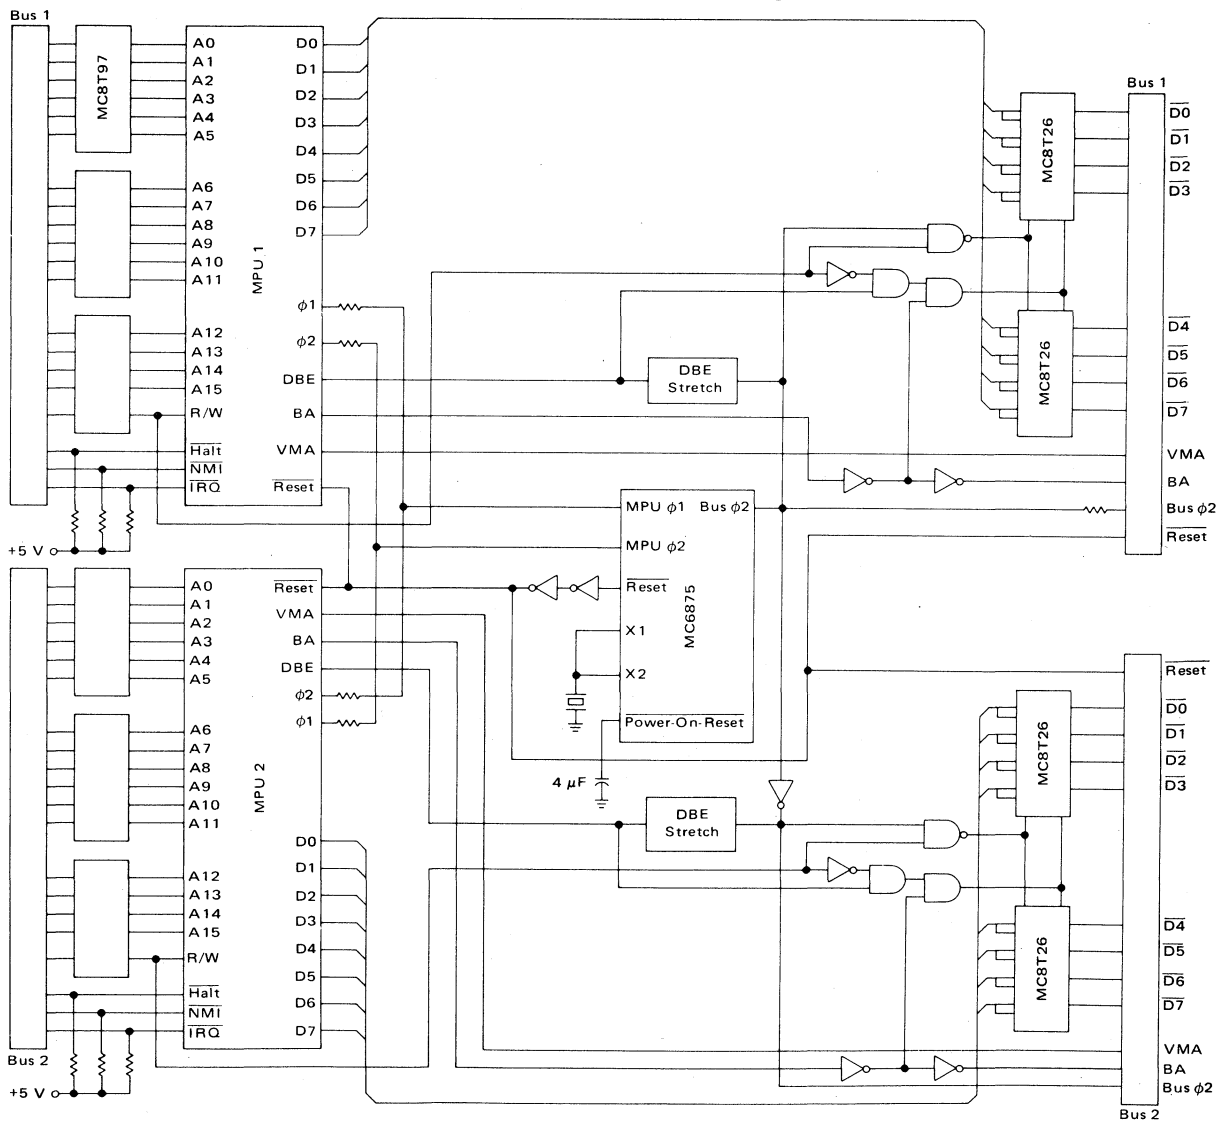 Bus 1
MC8T97
A0
A1
A2
A3
A4
A5
A6
A7
A8
A9
A10
A11
A12
A13
A14
A15
R/W
Halt
NMI
IRQ
+5 V
MPU 1
D0
D1
D2
D3
D4
D5
D6
D7
ϕ1
ϕ2
DBE
BA
VMA
Reset
DBE
Stretch
MC8T26
MC8T26
Bus 1
D0
D1
D2
D3
D4
D5
D6
D7
VMA
BA
Bus ϕ2
Reset
MPU ϕ1 Bus ϕ2
MPU ϕ2
Reset
X1
X2
Power-On-Reset
MC6875
4 μF
A0
A1
A2
A3
A4
A5
A6
A7
A8
A9
A10
A11
A12
A13
A14
A15
R/W
Halt
NMI
IRQ
Bus 2
+5 V
MPU 2
Reset
VMA
BA
DBE
ϕ2
ϕ1
D0
D1
D2
D3
D4
D5
D6
D7
DBE
Stretch
MC8T26
MC8T26
Reset
D0
D1
D2
D3
D4
D5
D6
D7
VMA
BA
Bus ϕ2
Bus 2